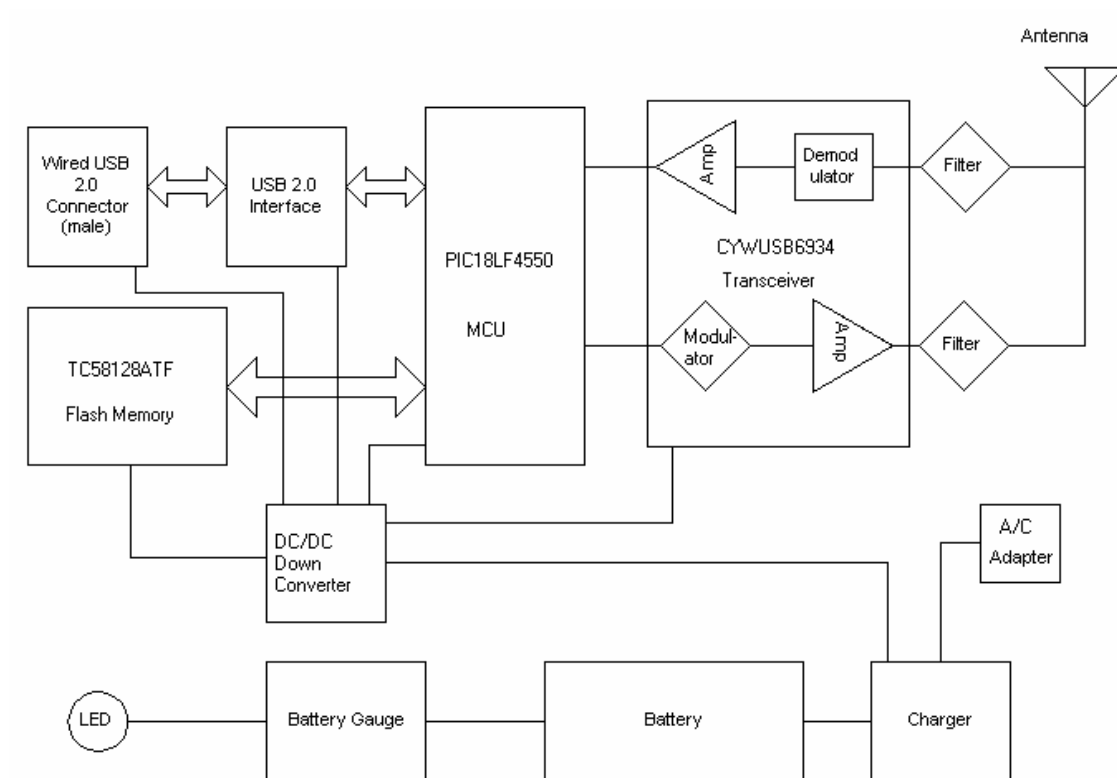 Antenna
Wired USB
2.0
Connector
(male)
USB 2.0
Interface
PIC18LF4550
MCU
Amp
Demod
ulator
Filter
CYWUSB6934
Transceiver
Modul-
ator
Amp
Filter
TC58128ATF
Flash Memory
DC/DC
Down
Converter
A/C
Adapter
LED
Battery Gauge
Battery
Charger